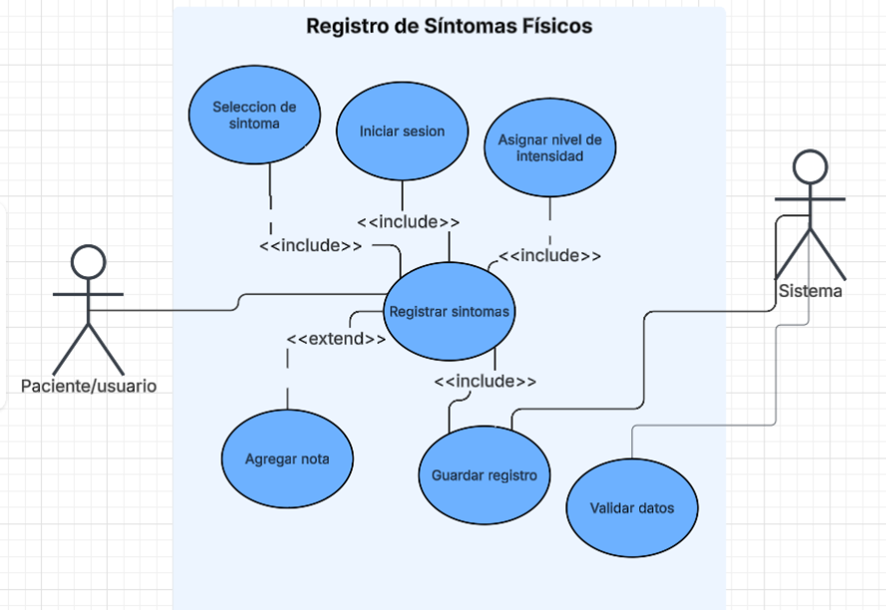 Registro de Síntomas Físicos
Seleccion de
sintoma
Iniciar sesion
Asignar nivel de
intensidad
<<include>>
<<include>>
<<include>>
Sistema
Registrar sintomas
<<extend>>
Paciente/usuario
<<include>>
Agregar nota
Guardar registro
Validar datos